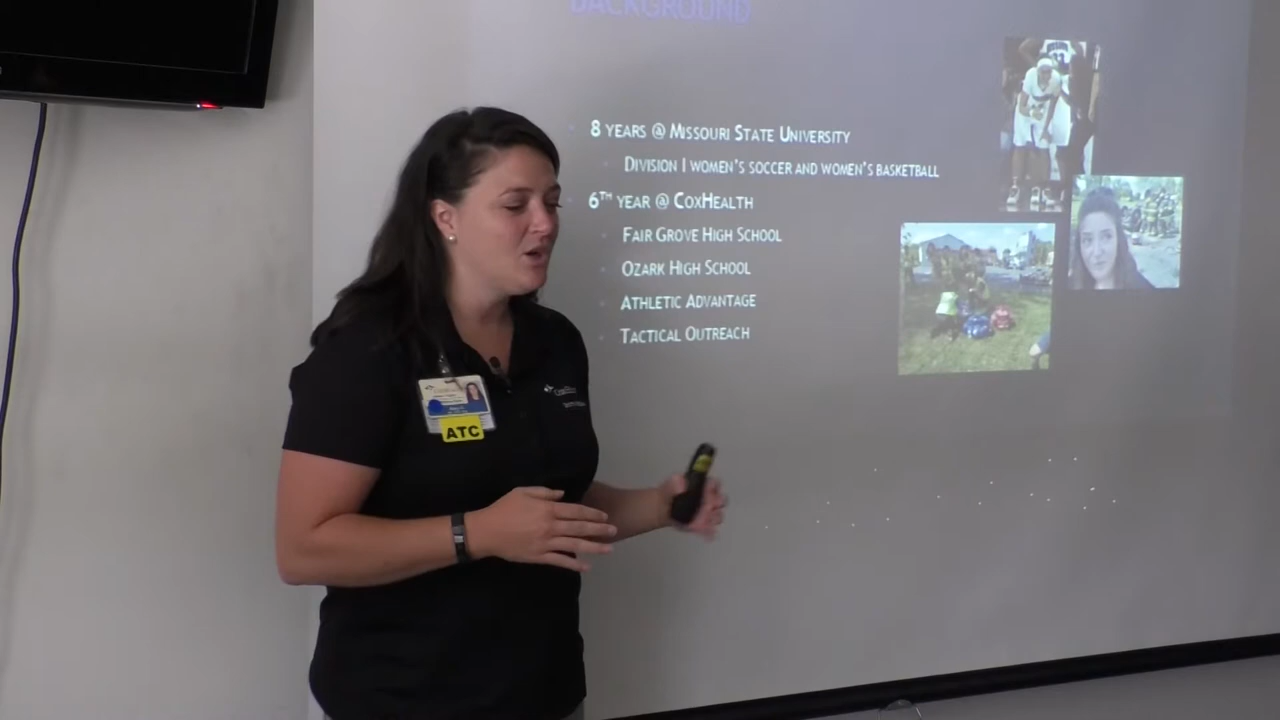 BACKGROUND
8 YEARS @ MISSOURI STATE UNIVERSITY
DIVISION I WOMEN'S SOCCER AND WOMEN'S BASKETBALL
6TH YEAR @ COXHEALTH
FAIR GROVE HIGH SCHOOL
OZARK HIGH SCHOOL
ATHLETIC ADVANTAGE
TACTICAL OUTREACH
ATC